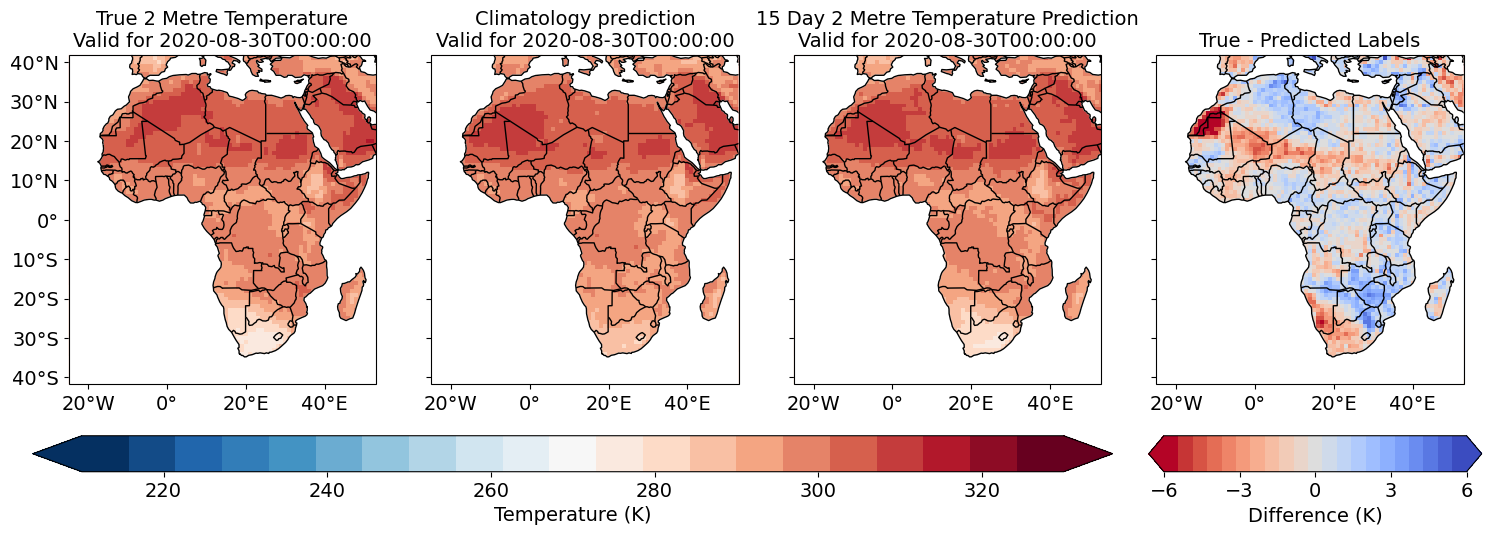 True 2 Metre Temperature
Valid for 2020-08-30T00:00:00
Climatology prediction
Valid for 2020-08-30T00:00:00
15 Day 2 Metre Temperature Prediction
Valid for 2020-08-30T00:00:00
True - Predicted Labels
40°N
30°N
20°N
10°N
0°
10°S
20°S
30°S
40°S
20°W 0° 20°E 40°E
20°W 0° 20°E 40°E
20°W 0° 20°E 40°E
20°W 0° 20°E 40°E
220 240 260 280 300 320
Temperature (K)
−6 −3 0 3 6
Difference (K)